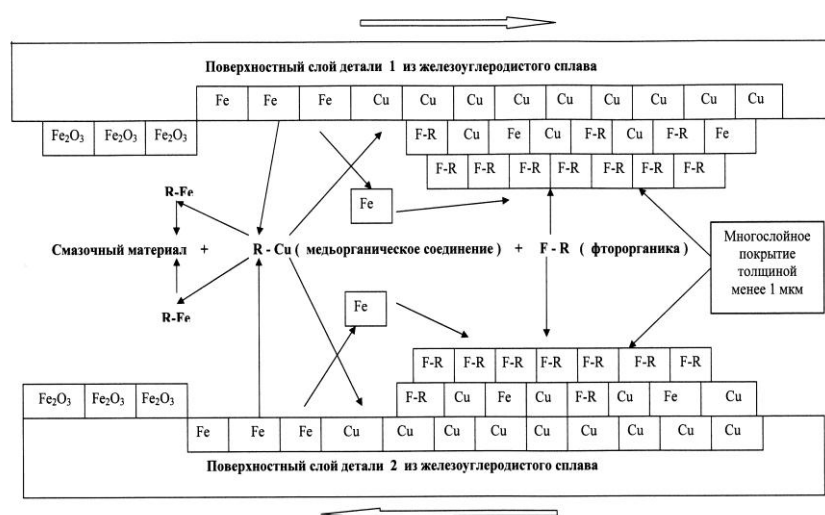 Поверхностный слой детали 1 из железоуглеродистого сплава
Fe Fe Fe Cu Cu Cu Cu Cu Cu Cu Cu Cu
Fe₂O₃ Fe₂O₃ Fe₂O₃ F-R Cu Fe Cu F-R Cu F-R Fe
F-R F-R F-R F-R F-R F-R F-R
R-Fe
Fe
Смазочный материал + R - Cu ( медьорганическое соединение ) + F - R ( фторорганика )
Многослойное
покрытие
толщиной
менее 1 мкм
R-Fe
Fe
F-R F-R F-R F-R F-R F-R F-R
Fe₂O₃ Fe₂O₃ Fe₂O₃ F-R Cu Fe Cu F-R Cu Fe Cu
Fe Fe Fe Cu Cu Cu Cu Cu Cu Cu Cu Cu
Поверхностный слой детали 2 из железоуглеродистого сплава